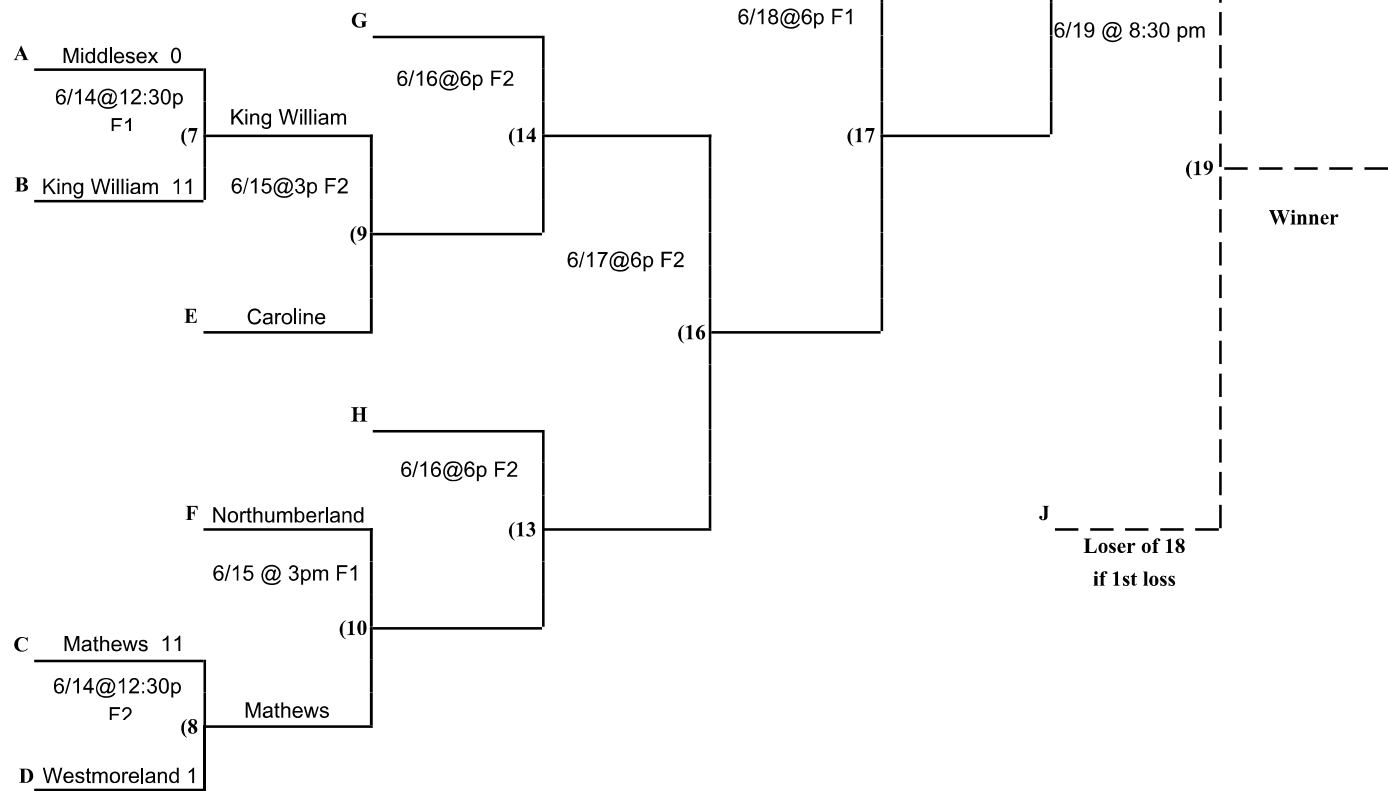 G
6/18@6p F1
6/19 @ 8:30 pm
A
Middlesex 0
6/16@6p F2
6/14@12:30p
F1
King William
(7
(14
(17
(19
B
King William 11
6/15@3p F2
Winner
(9
6/17@6p F2
E
Caroline
(16
H
6/16@6p F2
F
Northumberland
(13
J
Loser of 18
if 1st loss
6/15 @ 3pm F1
(10
C
Mathews 11
6/14@12:30p
F2
Mathews
(8
D
Westmoreland 1